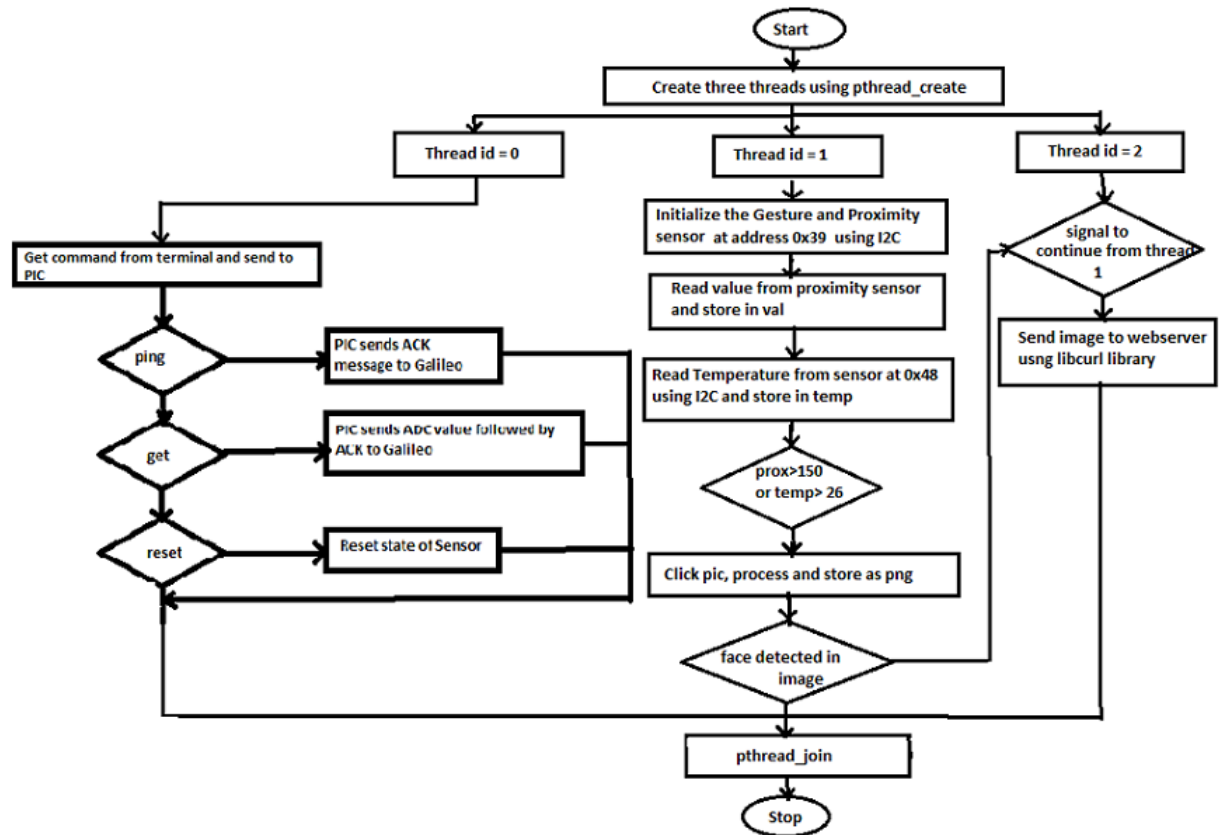 Start
Create three threads using pthread_create
Thread id = 0
Thread id = 1
Thread id = 2
Get command from terminal and send to
PIC
ping
PIC sends ACK
message to Galileo
get
PIC sends ADC value followed by
ACK to Galileo
reset
Reset state of Sensor
Initialize the Gesture and Proximity
sensor at address 0x39 using I2C
Read value from proximity sensor
and store in val
Read Temperature from sensor at 0x48
using I2C and store in temp
prox>150
or temp> 26
Click pic, process and store as png
face detected in
image
signal to
continue from thread
1
Send image to webserver
usng libcurl library
pthread_join
Stop